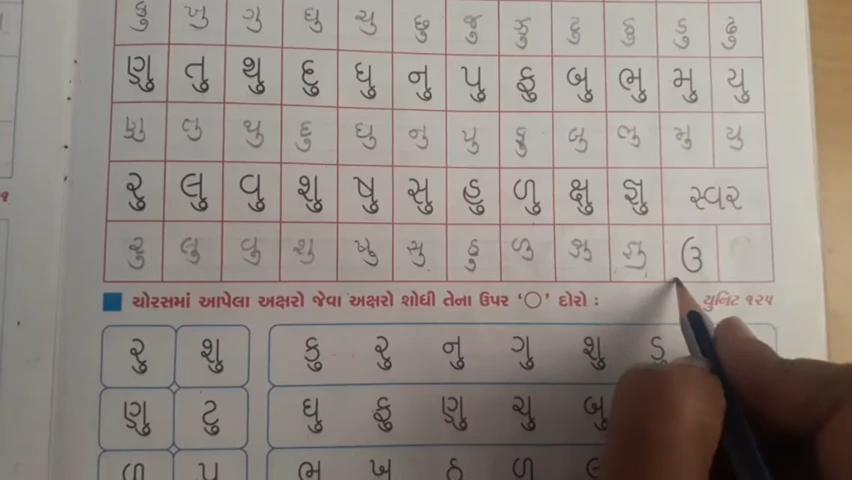 છુ ખુ ગુ ઘુ ચુ છુ જુ ઝુ ટુ ઠુ ડુ ઢુ
ણુ તુ થુ દુ ધુ નુ પુ ફુ બુ ભુ મુ યુ
ણુ તુ થુ દુ ધુ નુ પુ ફુ બુ ભુ મુ યુ
રુ લુ વુ શુ ષુ સુ હુ ળુ ક્ષુ જ્ઞુ સ્વર
રુ લુ વુ શુ ષુ સુ હુ ળુ ક્ષુ જ્ઞુ ઉ
ચોરસમાં આપેલા અક્ષરો જેવા અક્ષરો શોધી તેના ઉપર ‘○’ દોરો : યુનિટ ૧૨૫
રુ શુ કુ રુ નુ ગુ શુ ડુ
ણુ ટુ ઘુ ફુ ણુ ચુ બુ